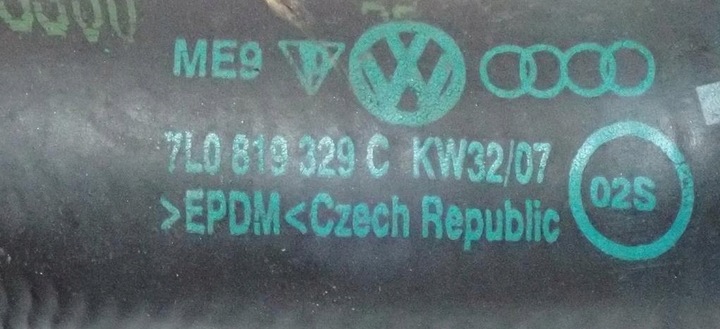 ME9
7L0 819 329 C KW32/07
>EPDM<Czech Republic
02S